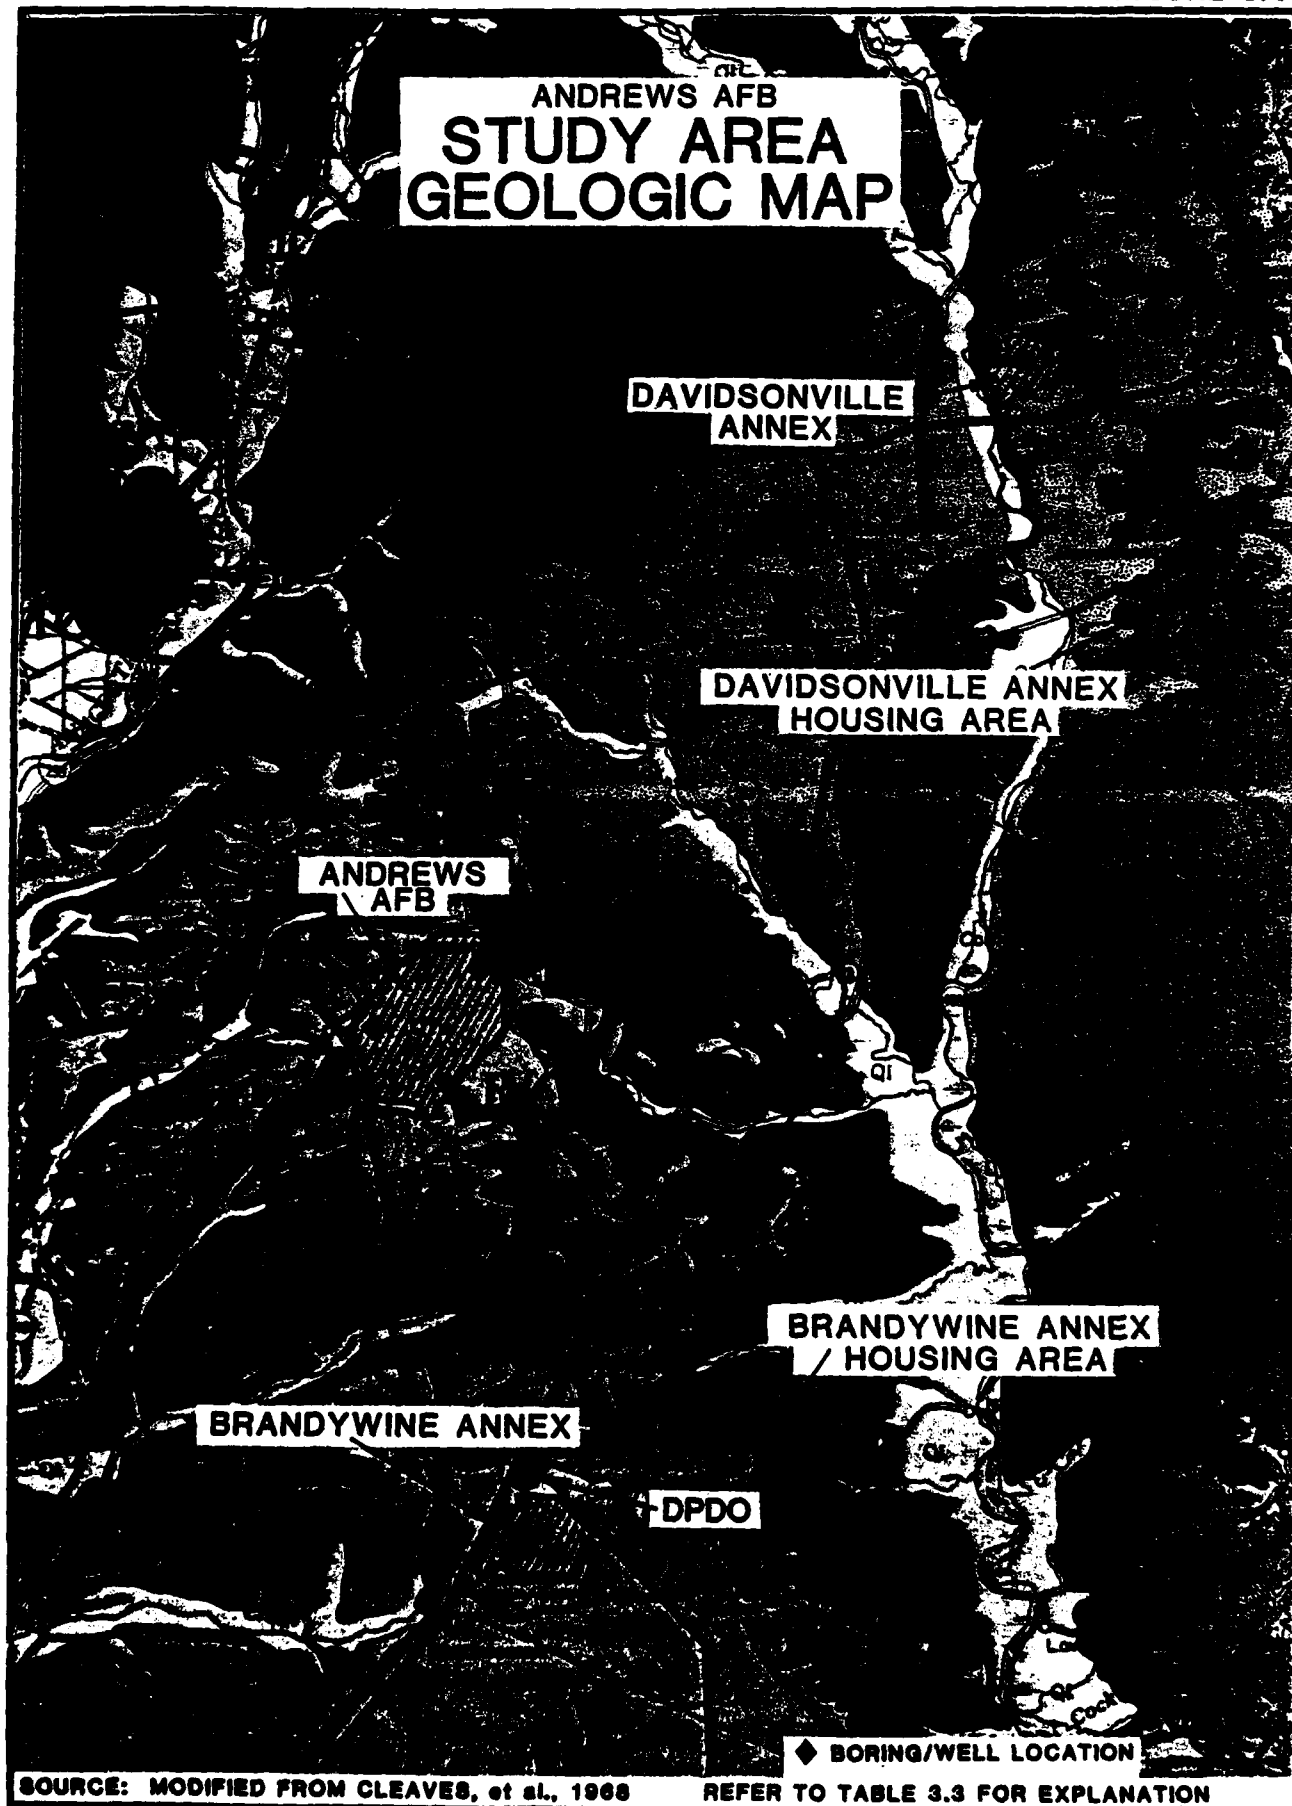 ANDREWS AFB
STUDY AREA
GEOLOGIC MAP
DAVIDSONVILLE
ANNEX
DAVIDSONVILLE ANNEX
HOUSING AREA
ANDREWS
AFB
Ql
BRANDYWINE ANNEX
HOUSING AREA
BRANDYWINE ANNEX
DPDO
BORING/WELL LOCATION
SOURCE: MODIFIED FROM CLEAVES, et al., 1968
REFER TO TABLE 3.3 FOR EXPLANATION